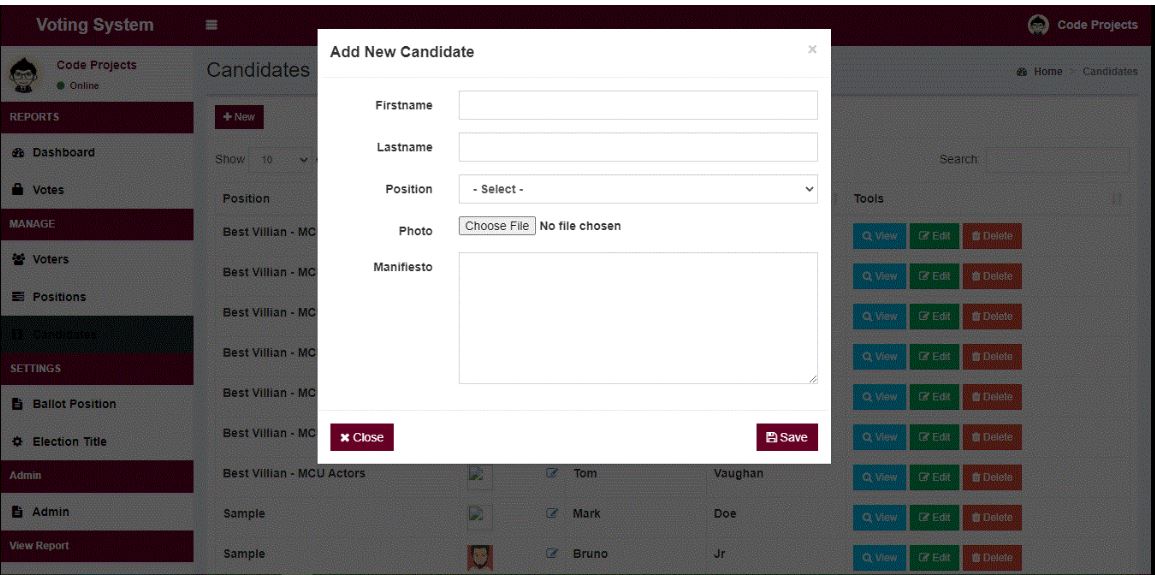 Voting System
Code Projects
Code Projects
Online
Candidates
Home > Candidates
Add New Candidate
×
Firstname
Lastname
Position
- Select -
Photo
Choose File No file chosen
Manifiesto
Close
Save
REPORTS
Dashboard
Votes
MANAGE
Voters
Positions
Candidates
SETTINGS
Ballot Position
Election Title
Admin
Admin
View Report
+ New
Show 10
Search:
Position
Tools
Best Villian - MC
View Edit Delete
Best Villian - MC
View Edit Delete
Best Villian - MC
View Edit Delete
Best Villian - MC
View Edit Delete
Best Villian - MC
View Edit Delete
Best Villian - MC
View Edit Delete
Best Villian - MCU Actors Tom Vaughan View Edit Delete
Sample Mark Doe View Edit Delete
Sample Bruno Jr View Edit Delete